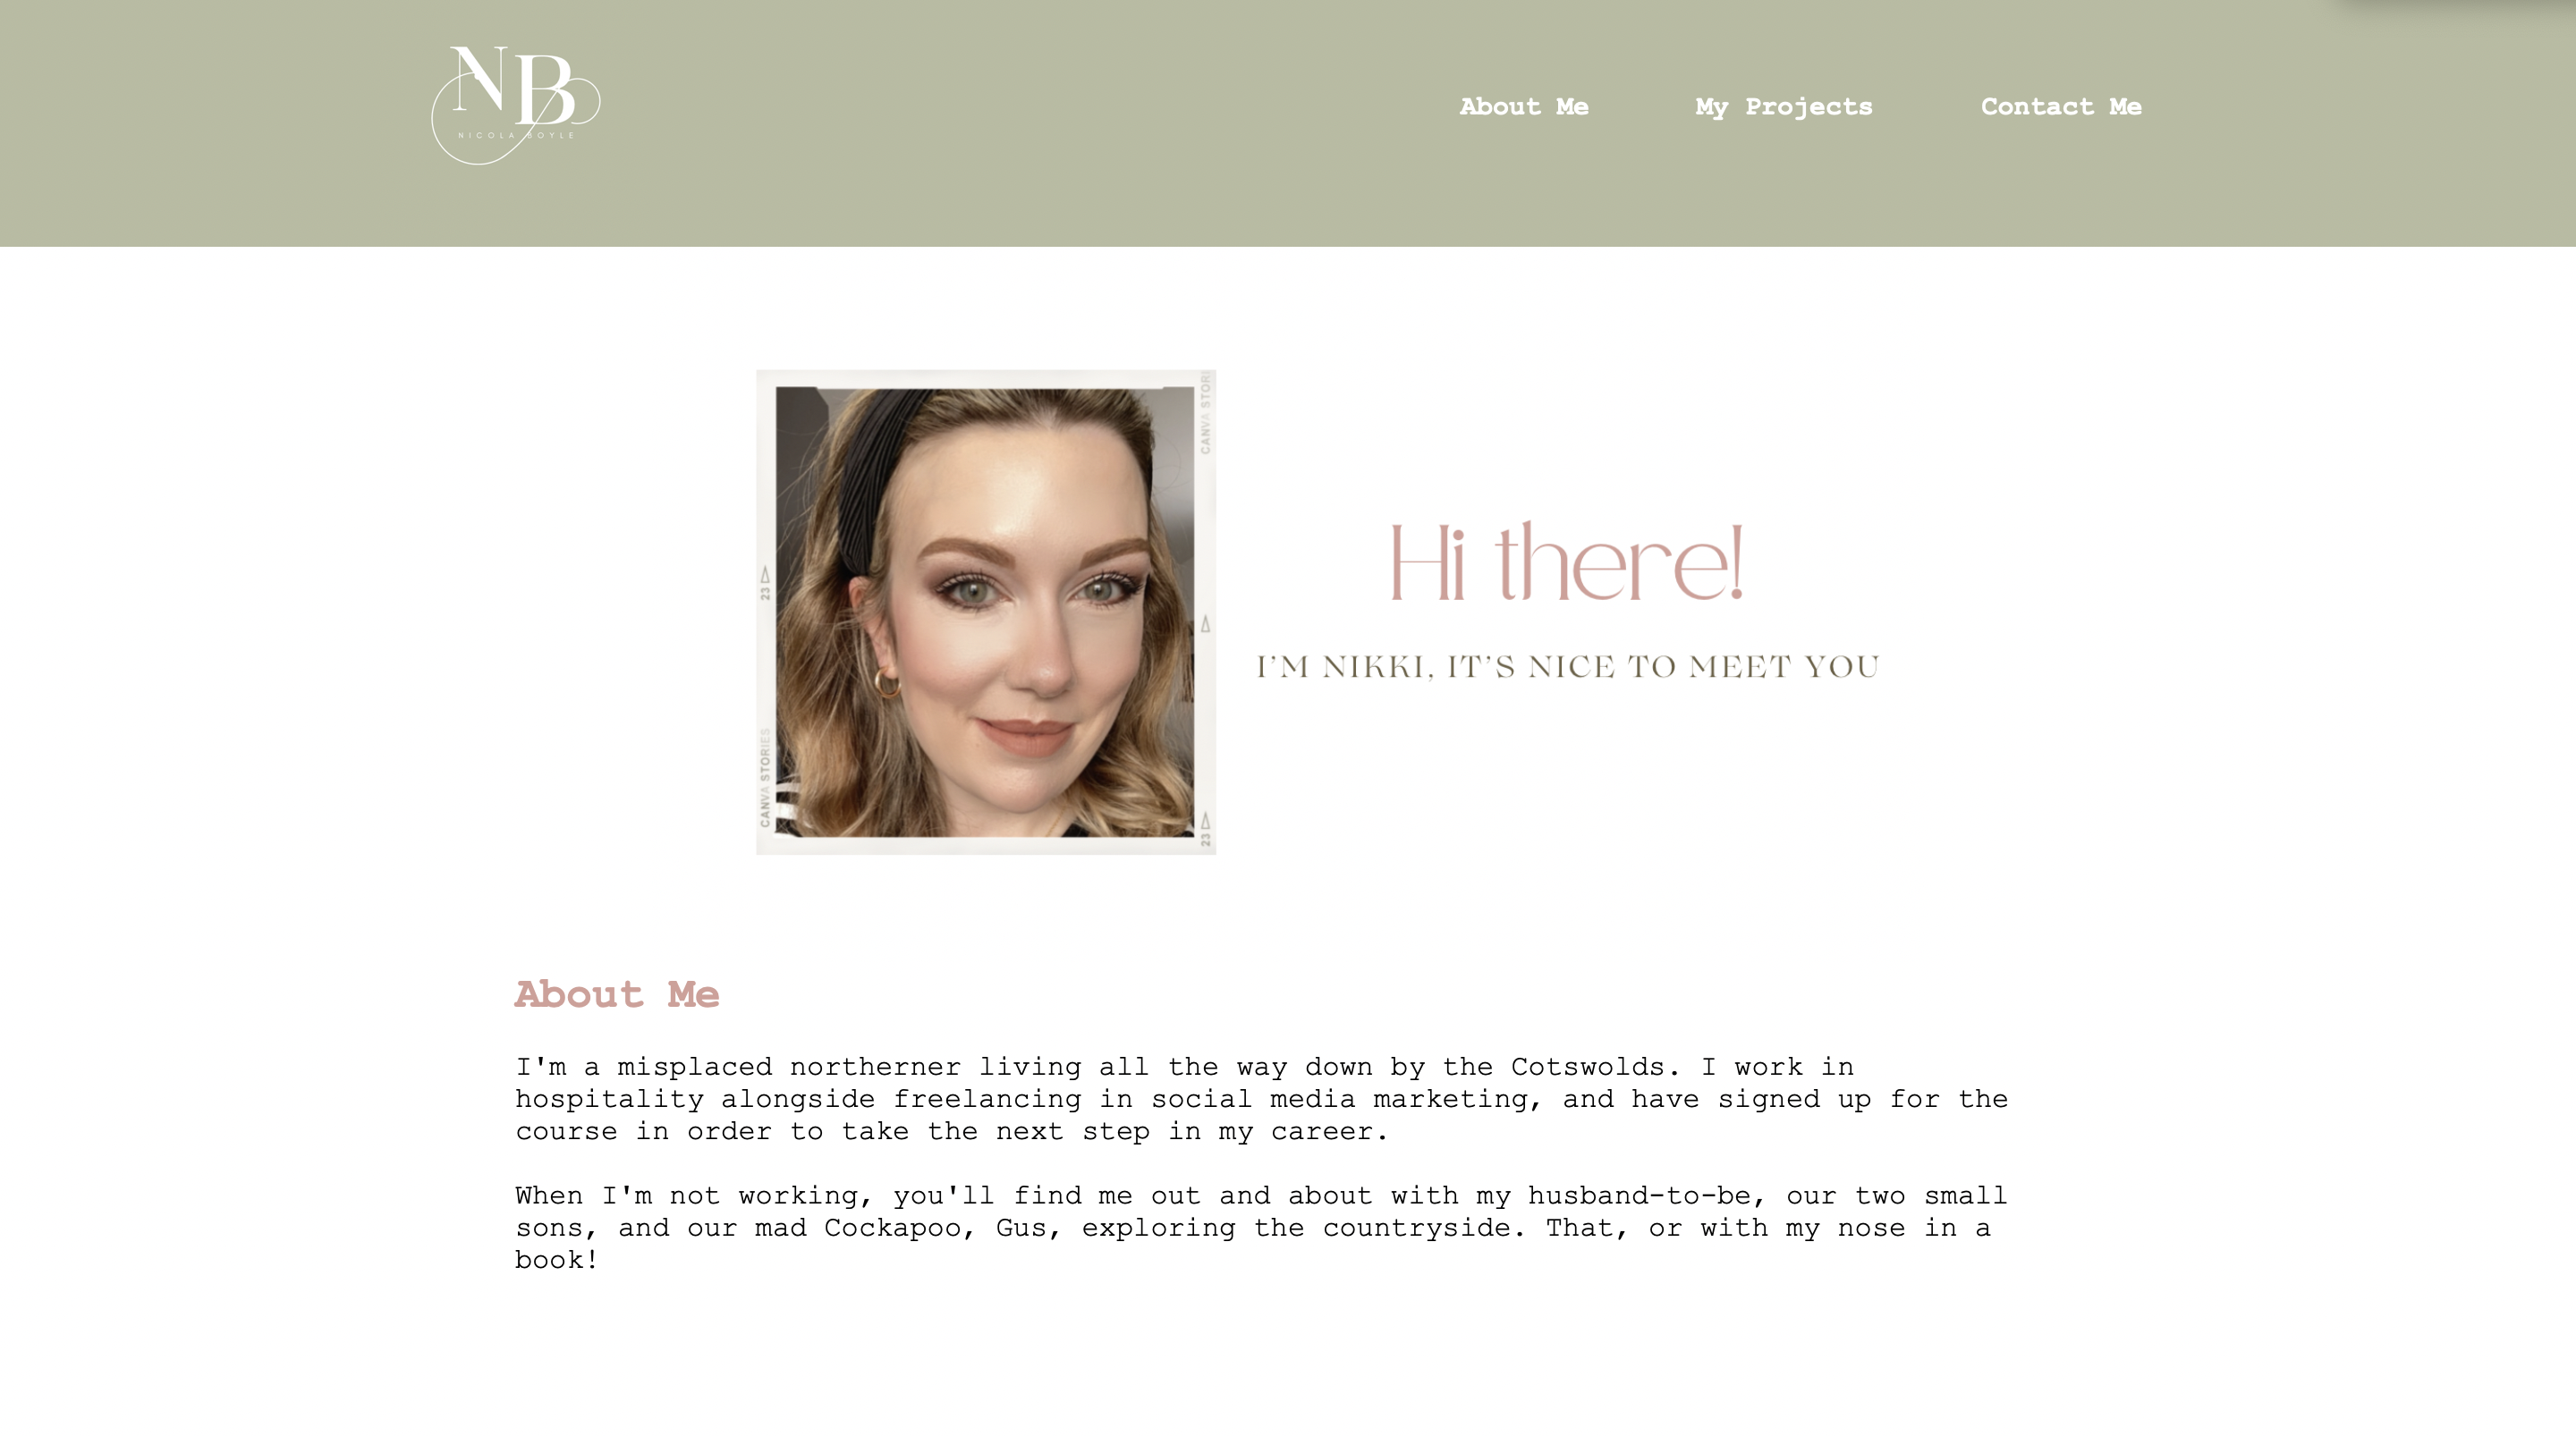 NB
NICOLA BOYLE
About Me
My Projects
Contact Me
CANVA STORI
23
CANVA STORIES
23
Hi there!
I'M NIKKI, IT'S NICE TO MEET YOU
About Me
I'm a misplaced northerner living all the way down by the Cotswolds. I work in
hospitality alongside freelancing in social media marketing, and have signed up for the
course in order to take the next step in my career.
When I'm not working, you'll find me out and about with my husband-to-be, our two small
sons, and our mad Cockapoo, Gus, exploring the countryside. That, or with my nose in a
book!